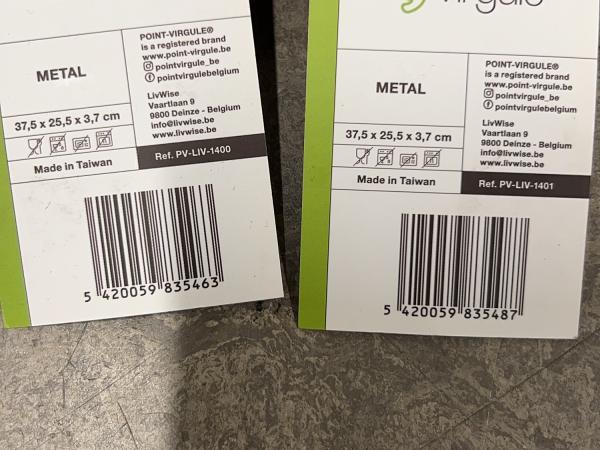 METAL
37,5 x 25,5 x 3,7 cm
Made in Taiwan
POINT-VIRGULE®
is a registered brand
www.point-virgule.be
pointvirgule_be
pointvirgulebelgium
LivWise
Vaartlaan 9
9800 Deinze - Belgium
info@livwise.be
www.livwise.be
Ref. PV-LIV-1400
5 420059 835463
virgule
METAL
37,5 x 25,5 x 3,7 cm
Made in Taiwan
POINT-VIRGULE®
is a registered brand
www.point-virgule.be
pointvirgule_be
pointvirgulebelgium
LivWise
Vaartlaan 9
9800 Deinze - Belgium
info@livwise.be
www.livwise.be
Ref. PV-LIV-1401
5 420059 835487